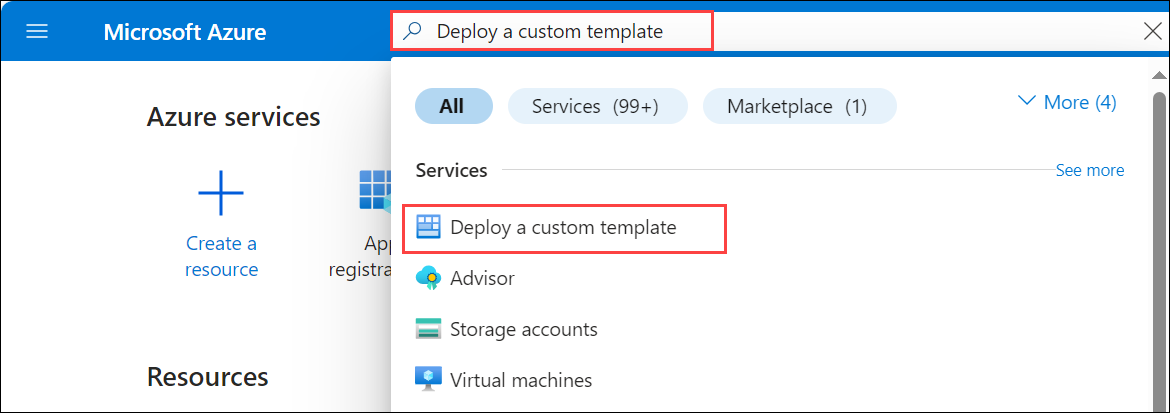 Microsoft Azure
Deploy a custom template
All
Services (99+)
Marketplace (1)
More (4)
Azure services
Services
See more
Create a
resource
App
registra
Deploy a custom template
Advisor
Storage accounts
Virtual machines
Resources